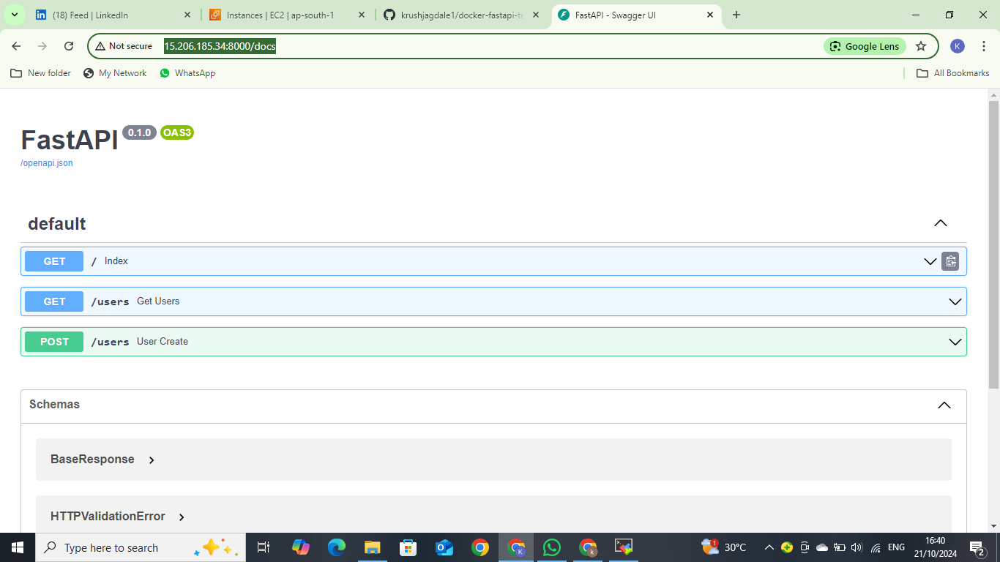 (18) Feed | LinkedIn
Instances | EC2 | ap-south-1
krushjagdale1/docker-fastapi-te
FastAPI - Swagger UI
Not secure
15.206.185.34:8000/docs
Google Lens
K
New folder
My Network
WhatsApp
All Bookmarks
FastAPI 0.1.0 OAS3
/openapi.json
default
GET / Index
GET /users Get Users
POST /users User Create
Schemas
BaseResponse
HTTPValidationError
Type here to search
30°C
ENG
16:40
21/10/2024
2